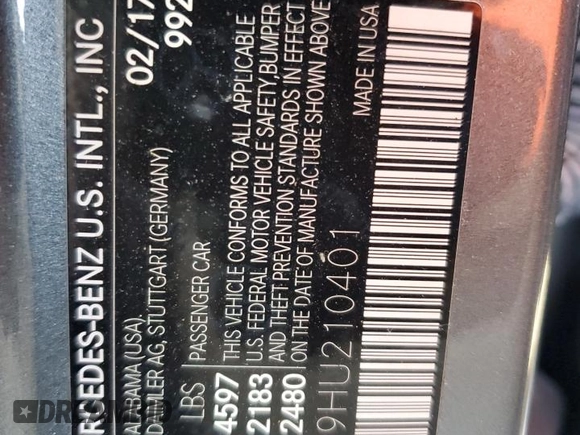 RCEDES-BENZ U.S. INTL., INC
02/17
992
ALABAMA (USA)
DAIMLER AG, STUTTGART (GERMANY)
LBS PASSENGER CAR
4597 THIS VEHICLE CONFORMS TO ALL APPLICABLE
2183 U.S. FEDERAL MOTOR VEHICLE SAFETY,BUMPER
2480 AND THEFT PREVENTION STANDARDS IN EFFECT
ON THE DATE OF MANUFACTURE SHOWN ABOVE
9HU210401
MADE IN USA
DREAMBID